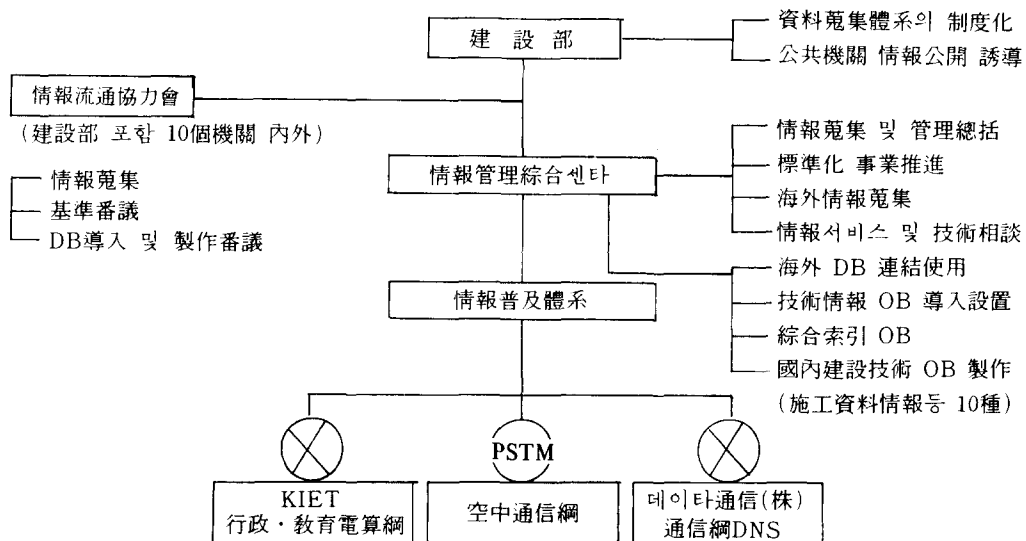 建設部
資料蒐集體系의 制度化
公共機關 情報公開 誘導
情報流通協力會
(建設部 포함 10個機關 內外)
情報蒐集
基準番議
DB導入 및 製作番議
情報管理綜合센타
情報蒐集 및 管理總括
標準化 事業推進
海外情報蒐集
情報서비스 및 技術相談
海外 DB 連結使用
技術情報 OB 導入設置
綜合索引 OB
國內建設技術 OB 製作
(施工資料情報등 10種)
情報普及體系
PSTM
KIET
行政・敎育電算綱
空中通信綱
데이타通信(株)
通信綱DNS